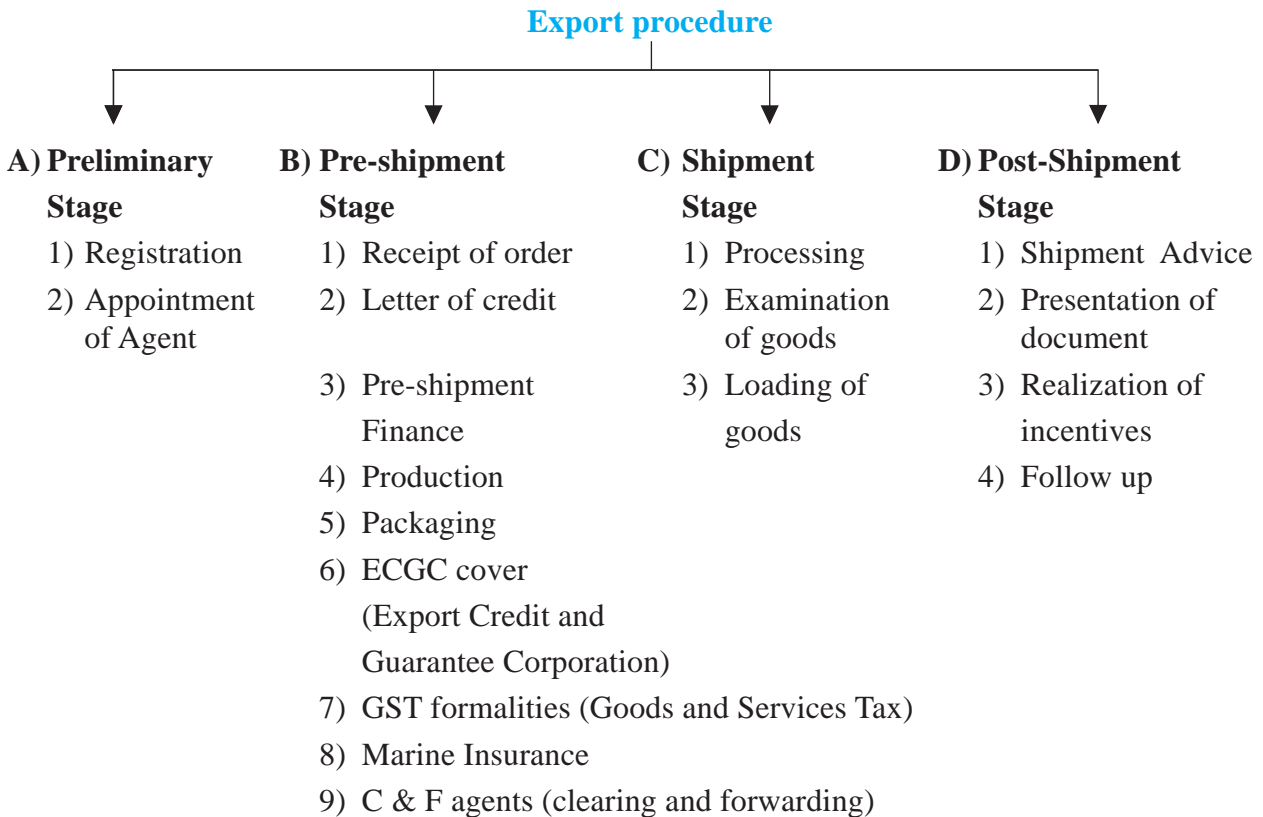 Export procedure
A) Preliminary
Stage
1) Registration
2) Appointment
of Agent
B) Pre-shipment
Stage
1) Receipt of order
2) Letter of credit
3) Pre-shipment
Finance
4) Production
5) Packaging
6) ECGC cover
(Export Credit and
Guarantee Corporation)
7) GST formalities (Goods and Services Tax)
8) Marine Insurance
9) C & F agents (clearing and forwarding)
C) Shipment
Stage
1) Processing
2) Examination
of goods
3) Loading of
goods
D) Post-Shipment
Stage
1) Shipment Advice
2) Presentation of
document
3) Realization of
incentives
4) Follow up